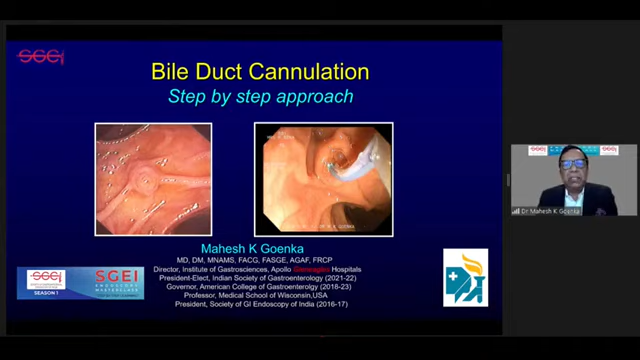 SGEI
Bile Duct Cannulation
Step by step approach
Mahesh K Goenka
MD, DM, MNAMS, FACG, FASGE, AGAF, FRCP
Director, Institute of Gastrosciences, Apollo Hospitals
President-Elect, Indian Society of Gastroenterology (2021-22)
Governor, American College of Gastroenterolgy (2018-23)
Professor, Medical School of Wisconsin,USA
President, Society of GI Endoscopy of India (2016-17)
SGEI
SEASON 1
SGEI
Dr Mahesh K Goenka